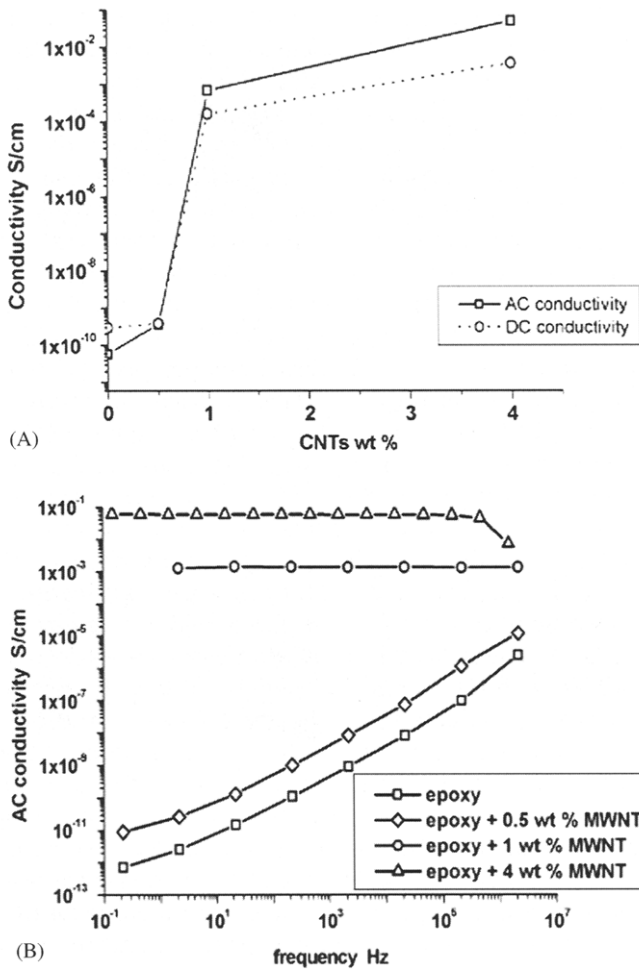 1x10⁻²
1x10⁻⁴
1x10⁻⁶
1x10⁻⁸
1x10⁻¹⁰
Conductivity S/cm
AC conductivity
DC conductivity
0 1 2 3 4
CNTs wt %
(A)
1x10⁻¹
1x10⁻³
1x10⁻⁵
1x10⁻⁷
1x10⁻⁹
10⁻¹¹
10⁻¹³
AC conductivity S/cm
epoxy
epoxy + 0.5 wt % MWNT
epoxy + 1 wt % MWNT
epoxy + 4 wt % MWNT
10⁻¹ 10¹ 10³ 10⁵ 10⁷
frequency Hz
(B)